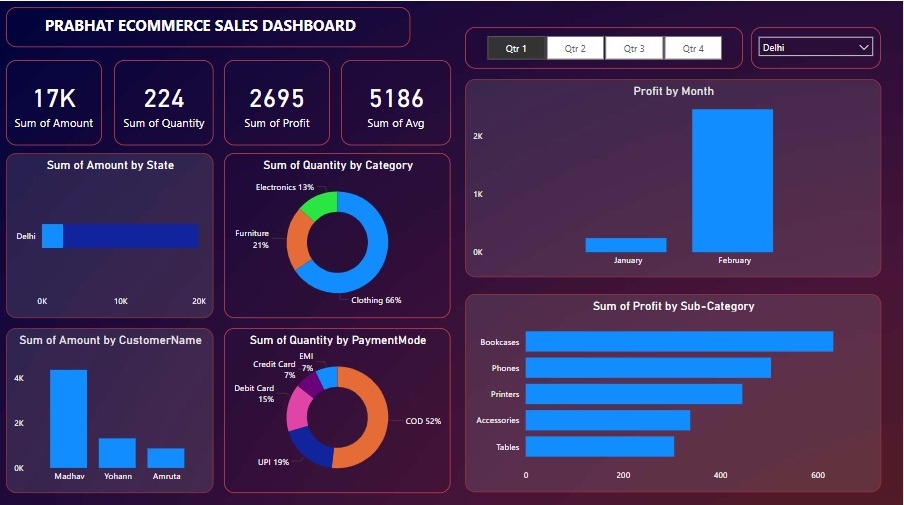 PRABHAT ECOMMERCE SALES DASHBOARD
Qtr 1 Qtr 2 Qtr 3 Qtr 4
Delhi
17K
Sum of Amount
224
Sum of Quantity
2695
Sum of Profit
5186
Sum of Avg
Profit by Month
2K
1K
0K
January February
Sum of Amount by State
Delhi
0K 10K 20K
Sum of Quantity by Category
Electronics 13%
Furniture
21%
Clothing 66%
Sum of Profit by Sub-Category
Bookcases
Phones
Printers
Accessories
Tables
0 200 400 600
Sum of Amount by CustomerName
4K
2K
0K
Madhav Yohann Amruta
Sum of Quantity by PaymentMode
EMI
7%
Credit Card
7%
Debit Card
15%
UPI 19%
COD 52%